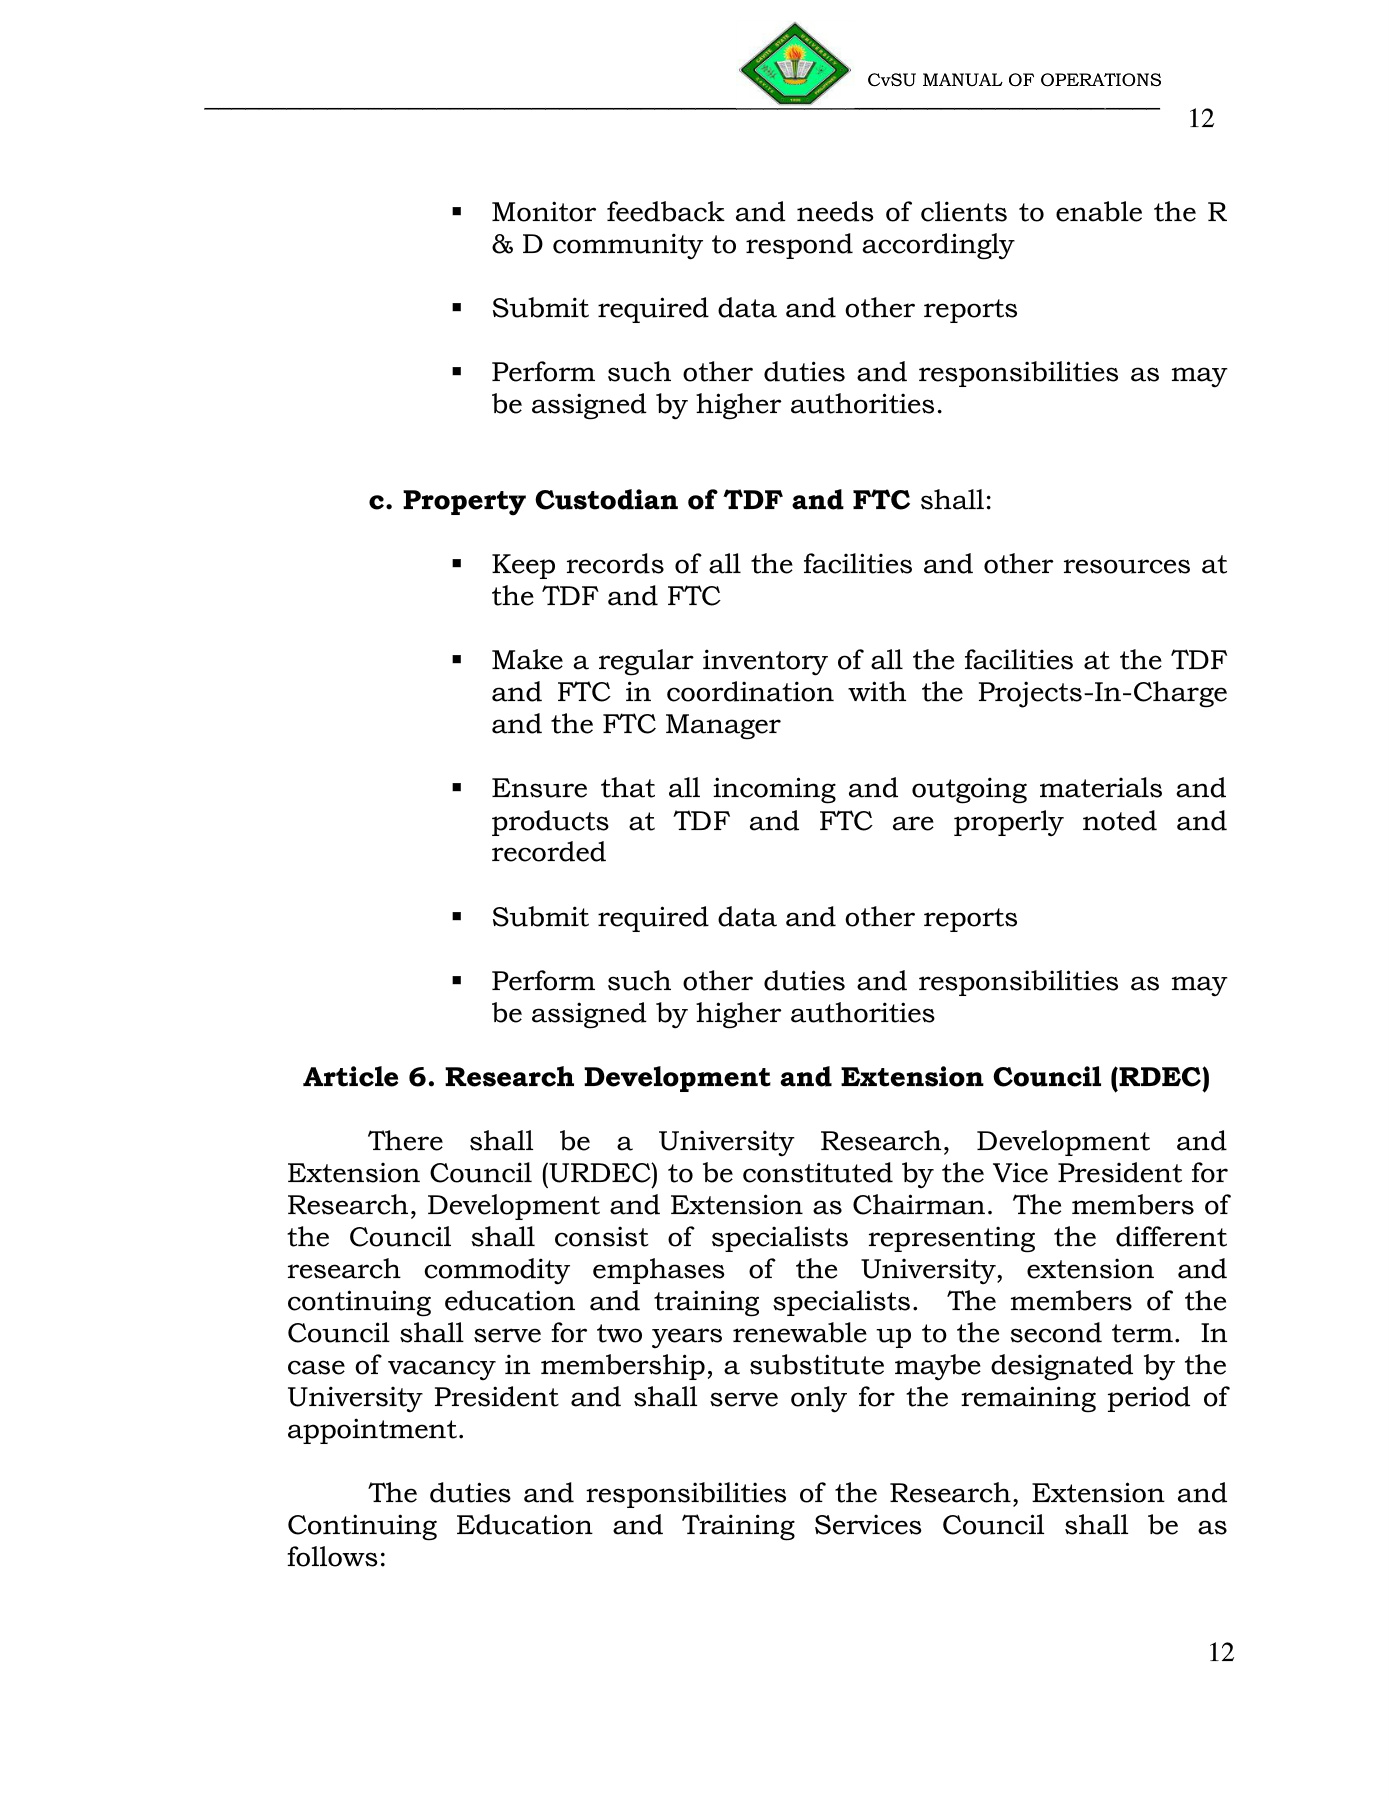 CvSU MANUAL OF OPERATIONS
12
▪ Monitor feedback and needs of clients to enable the R
& D community to respond accordingly
▪ Submit required data and other reports
▪ Perform such other duties and responsibilities as may
be assigned by higher authorities.
c. Property Custodian of TDF and FTC shall:
▪ Keep records of all the facilities and other resources at
the TDF and FTC
▪ Make a regular inventory of all the facilities at the TDF
and FTC in coordination with the Projects-In-Charge
and the FTC Manager
▪ Ensure that all incoming and outgoing materials and
products at TDF and FTC are properly noted and
recorded
▪ Submit required data and other reports
▪ Perform such other duties and responsibilities as may
be assigned by higher authorities
Article 6. Research Development and Extension Council (RDEC)
There shall be a University Research, Development and
Extension Council (URDEC) to be constituted by the Vice President for
Research, Development and Extension as Chairman. The members of
the Council shall consist of specialists representing the different
research commodity emphases of the University, extension and
continuing education and training specialists. The members of the
Council shall serve for two years renewable up to the second term. In
case of vacancy in membership, a substitute maybe designated by the
University President and shall serve only for the remaining period of
appointment.
The duties and responsibilities of the Research, Extension and
Continuing Education and Training Services Council shall be as
follows:
12